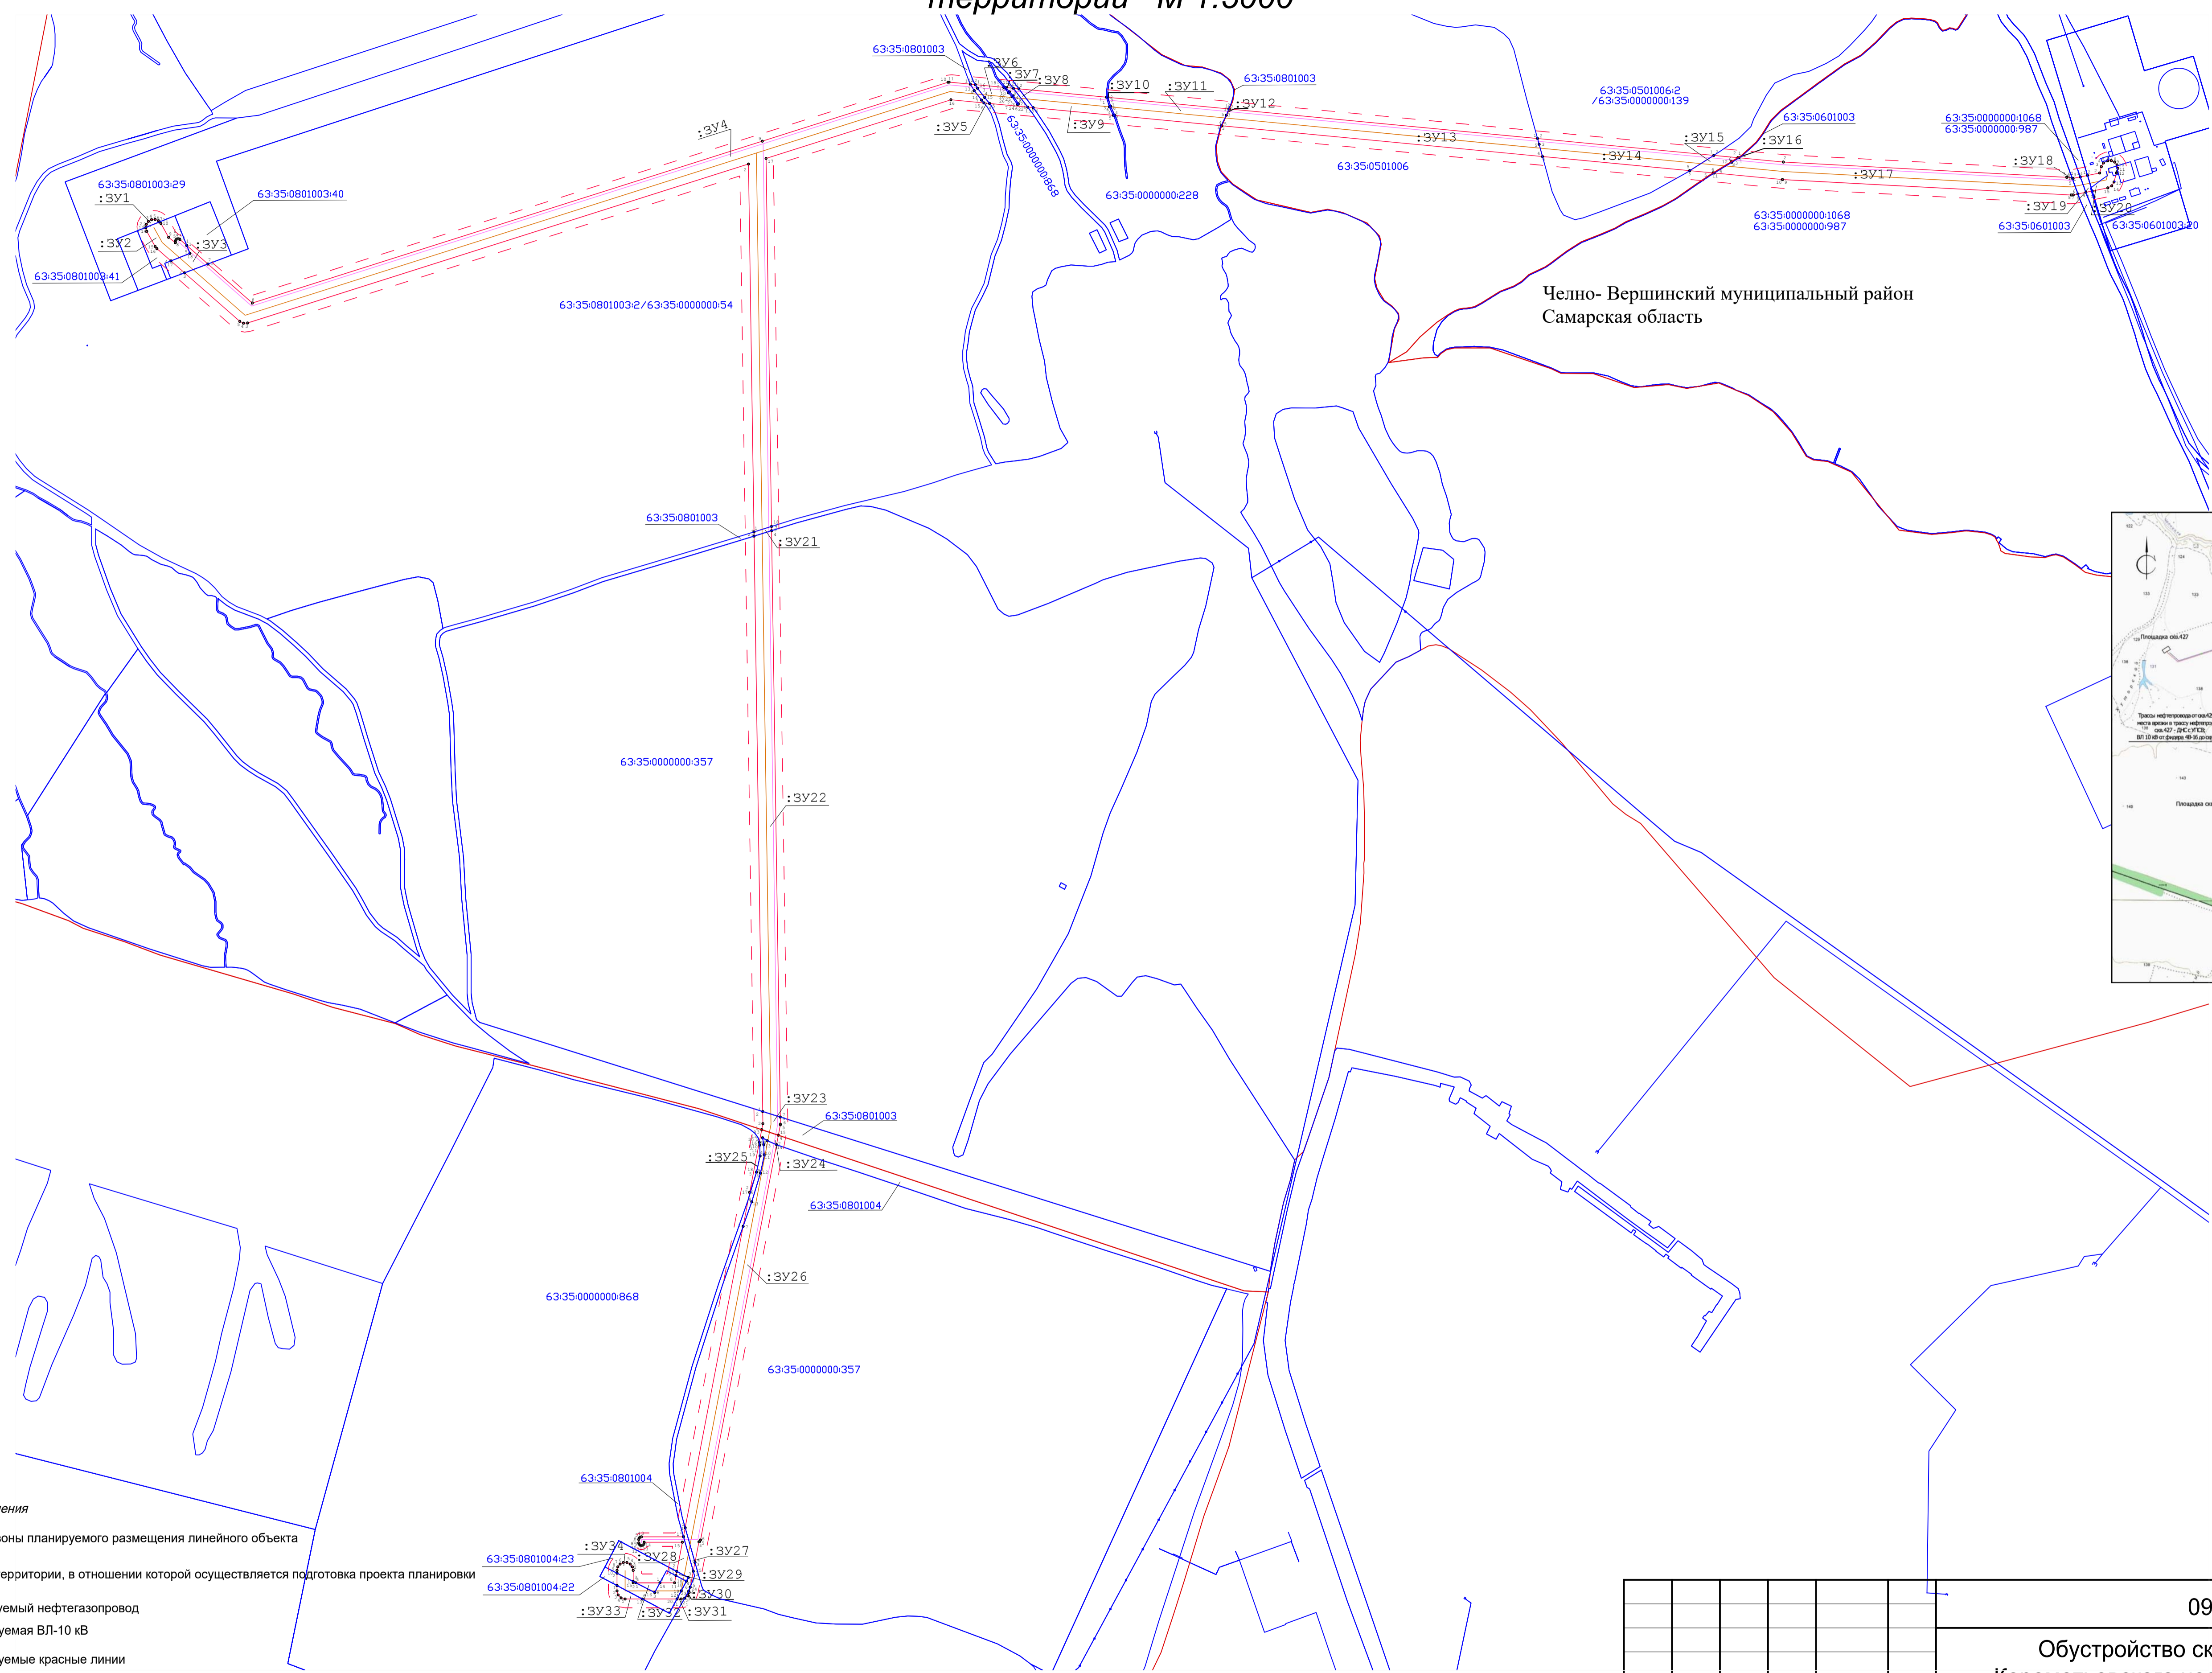 территории М 1:5000
63:35:0801003
:ЗУ6
:ЗУ7
:ЗУ8
:ЗУ10
:ЗУ11
63:35:0801003
:ЗУ12
63:35:0501006:2
/63:35:0000000:139
63:35:0601003
63:35:0000000:1068
63:35:0000000:987
:ЗУ4
:ЗУ5
:ЗУ9
:ЗУ13
:ЗУ15
:ЗУ16
:ЗУ14
:ЗУ18
63:35:0000000:868
63:35:0501006
:ЗУ17
63:35:0801003:29
:ЗУ1
63:35:0801003:40
63:35:0000000:228
:ЗУ19
:ЗУ20
63:35:0000000:1068
63:35:0000000:987
63:35:0601003
63:35:0601003:20
:ЗУ2
:ЗУ3
63:35:0801003:41
63:35:0801003:2/63:35:0000000:54
Челно- Вершинский муниципальный район
Самарская область
63:35:0801003
:ЗУ21
Площадка скв.427
63:35:0000000:357
:ЗУ22
:ЗУ23
63:35:0801003
:ЗУ25
:ЗУ24
63:35:0801004
:ЗУ26
63:35:0000000:868
63:35:0000000:357
63:35:0801004
ения
зоны планируемого размещения линейного объекта
территории, в отношении которой осуществляется подготовка проекта планировки
уемый нефтегазопровод
уемая ВЛ-10 кВ
уемые красные линии
:ЗУ34
:ЗУ28
:ЗУ27
63:35:0801004:23
:ЗУ29
63:35:0801004:22
:ЗУ30
:ЗУ33
:ЗУ32
:ЗУ31
09
Обустройство ск